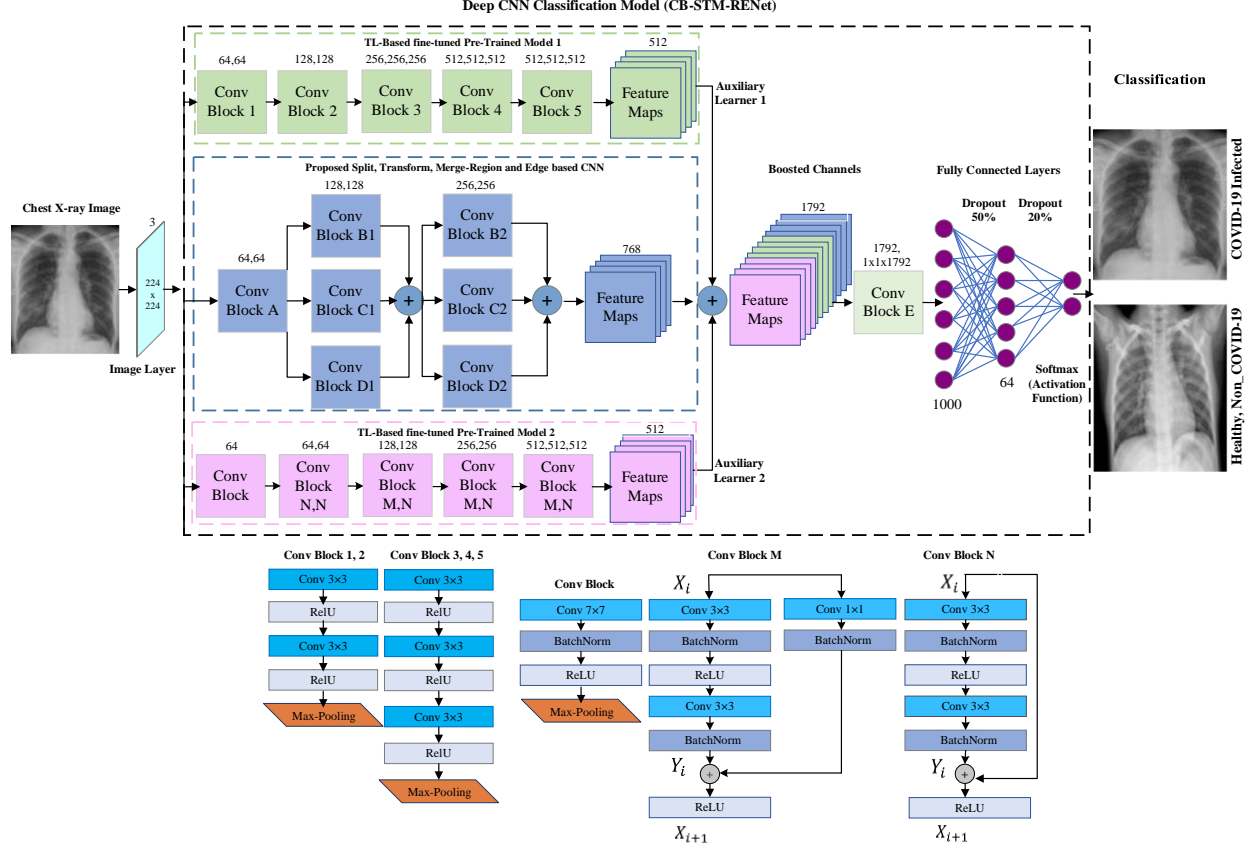 Deep CNN Classification Model (CB-STM-RENet)
TL-Based fine-tuned Pre-Trained Model 1
64,64
128,128
256,256,256
512,512,512
512,512,512
512
Conv
Block 1
Conv
Block 2
Conv
Block 3
Conv
Block 4
Conv
Block 5
Feature
Maps
Auxiliary
Learner 1
Classification
Chest X-ray Image
3
224
x
224
Image Layer
Proposed Split, Transform, Merge-Region and Edge based CNN
128,128
256,256
64,64
768
Conv
Block A
Conv
Block B1
Conv
Block C1
Conv
Block D1
+
Conv
Block B2
Conv
Block C2
Conv
Block D2
+
Feature
Maps
+
Boosted Channels
1792
Feature
Maps
1792,
1x1x1792
Conv
Block E
Fully Connected Layers
Dropout
50%
Dropout
20%
1000
64
Softmax
(Activation
Function)
COVID-19 Infected
Healthy, Non_COVID-19
TL-Based fine-tuned Pre-Trained Model 2
64
64,64
128,128
256,256
512,512,512
512
Conv
Block
Conv
Block
N,N
Conv
Block
M,N
Conv
Block
M,N
Conv
Block
M,N
Feature
Maps
Auxiliary
Learner 2
Conv Block 1, 2
Conv 3×3
RelU
Conv 3×3
RelU
Max-Pooling
Conv Block 3, 4, 5
Conv 3×3
RelU
Conv 3×3
RelU
Conv 3×3
RelU
Max-Pooling
Conv Block
Conv 7×7
BatchNorm
ReLU
Max-Pooling
Conv Block M
X_i
Conv 3×3
BatchNorm
ReLU
Conv 3×3
BatchNorm
Y_i
+
ReLU
X_{i+1}
Conv 1×1
BatchNorm
Conv Block N
X_i
Conv 3×3
BatchNorm
ReLU
Conv 3×3
BatchNorm
Y_i
+
ReLU
X_{i+1}